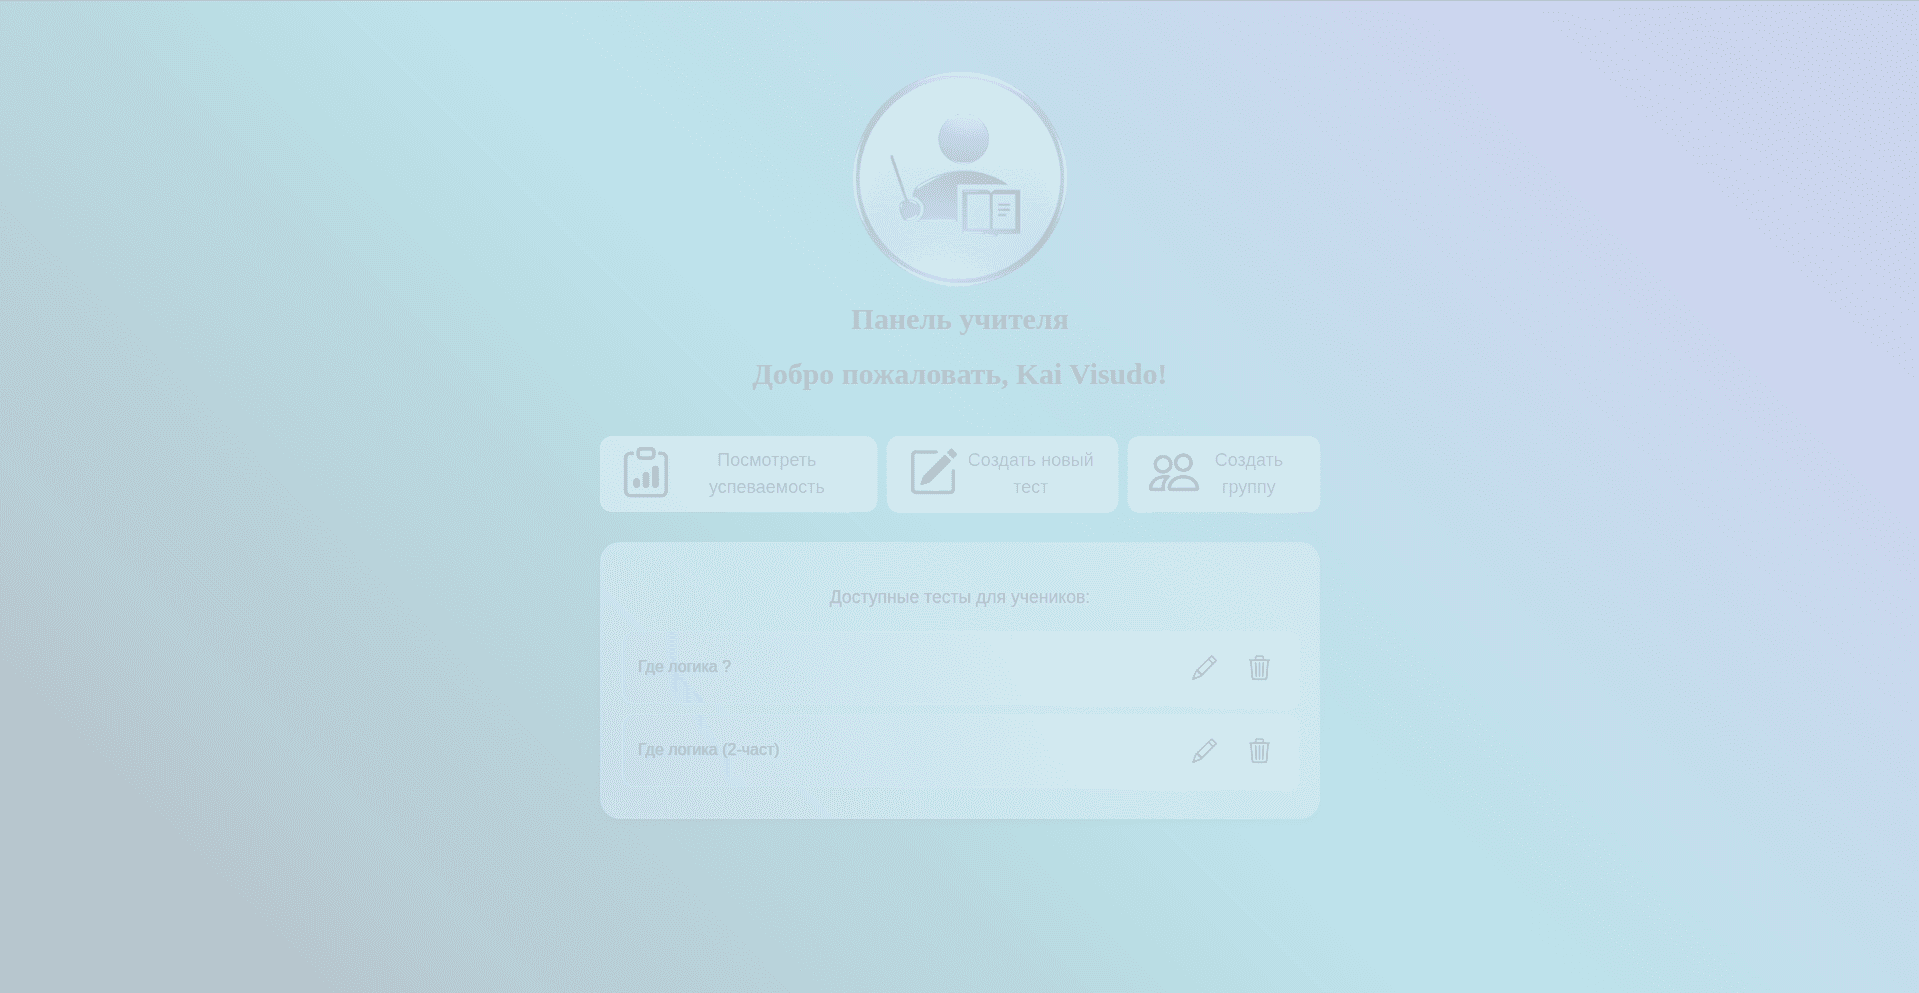 Панель учителя
Добро пожаловать, Kai Visudo!
Посмотреть
успеваемость
Создать новый
тест
Создать
группу
Доступные тесты для учеников:
Где логика ?
Где логика (2-част)